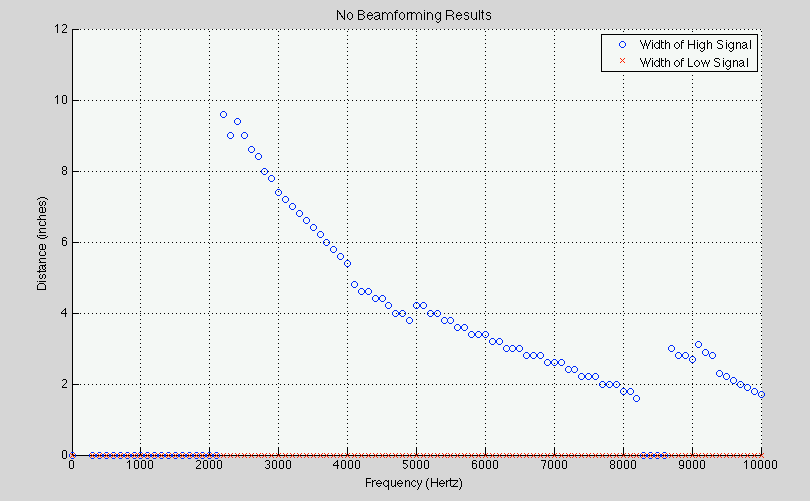 No Beamforming Results
Width of High Signal
Width of Low Signal
12
10
8
6
4
2
0
Distance (inches)
0 1000 2000 3000 4000 5000 6000 7000 8000 9000 10000
Frequency (Hertz)